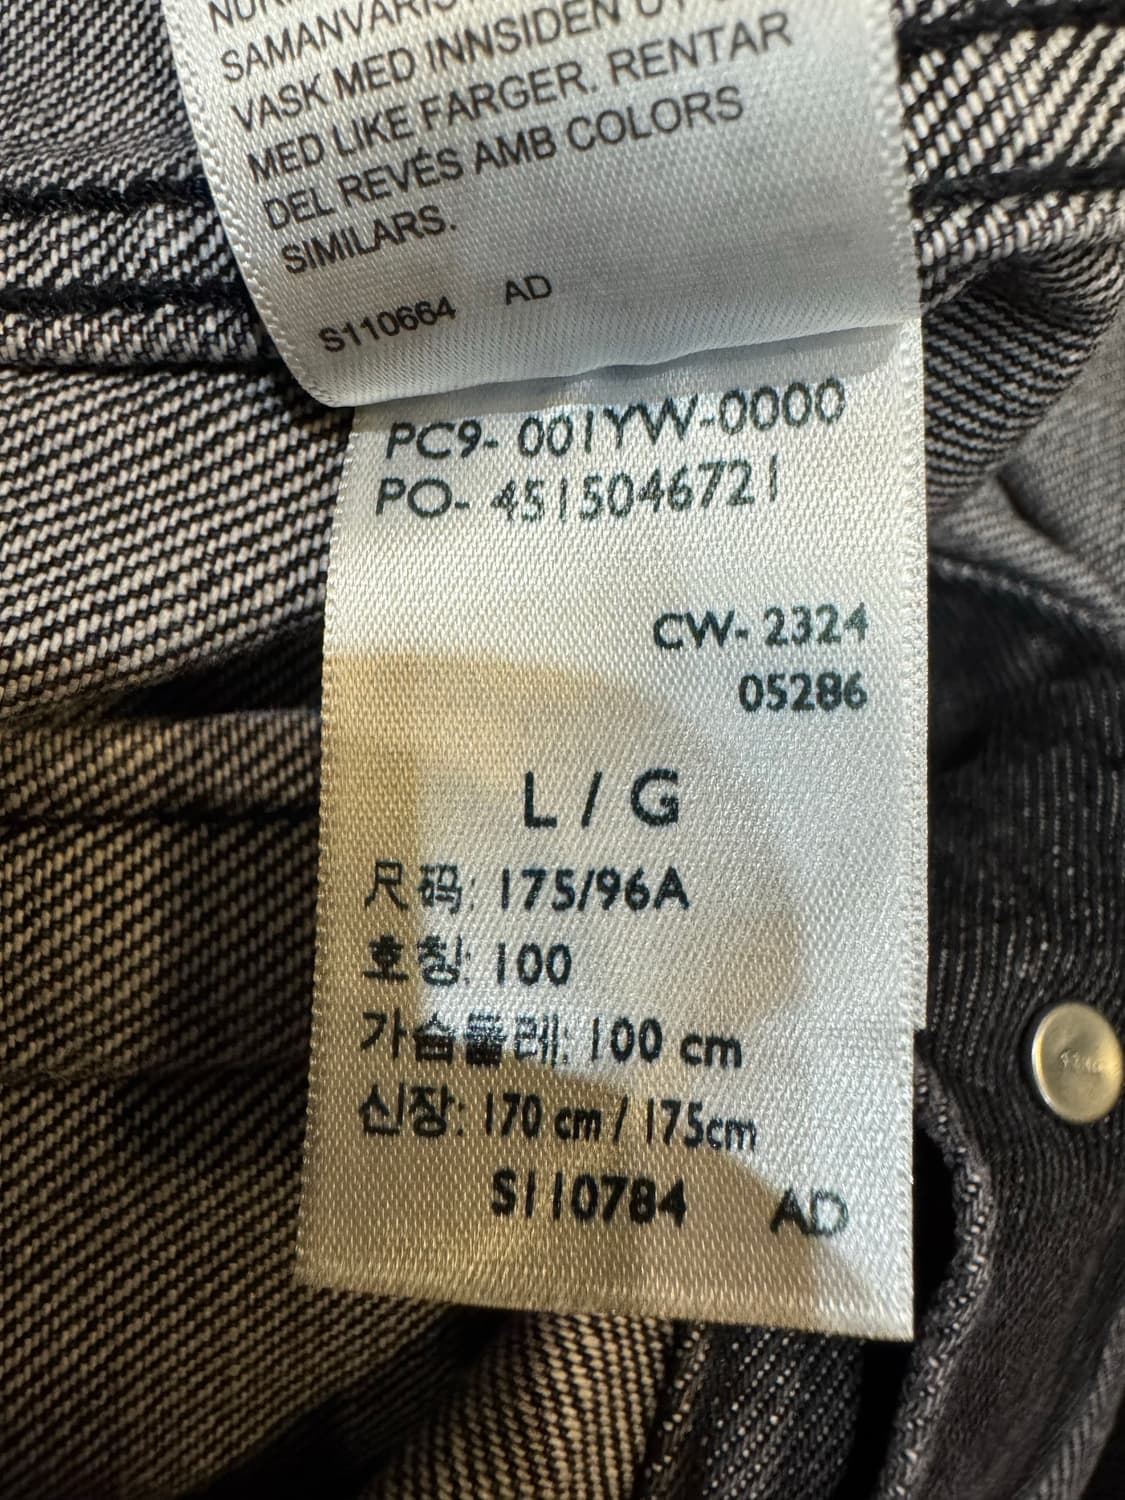 SAMANVÄRIS
VASK MED INNSIDEN UT
MED LIKE FARGER. RENTAR
DEL REVÉS AMB COLORS
SIMILARS.
S110664 AD
PC9- 001YW-0000
PO- 4515046721
CW- 2324
05286
L / G
尺码: 175/96A
호칭: 100
가슴둘레: 100 cm
신장: 170 cm / 175cm
S110784 AD